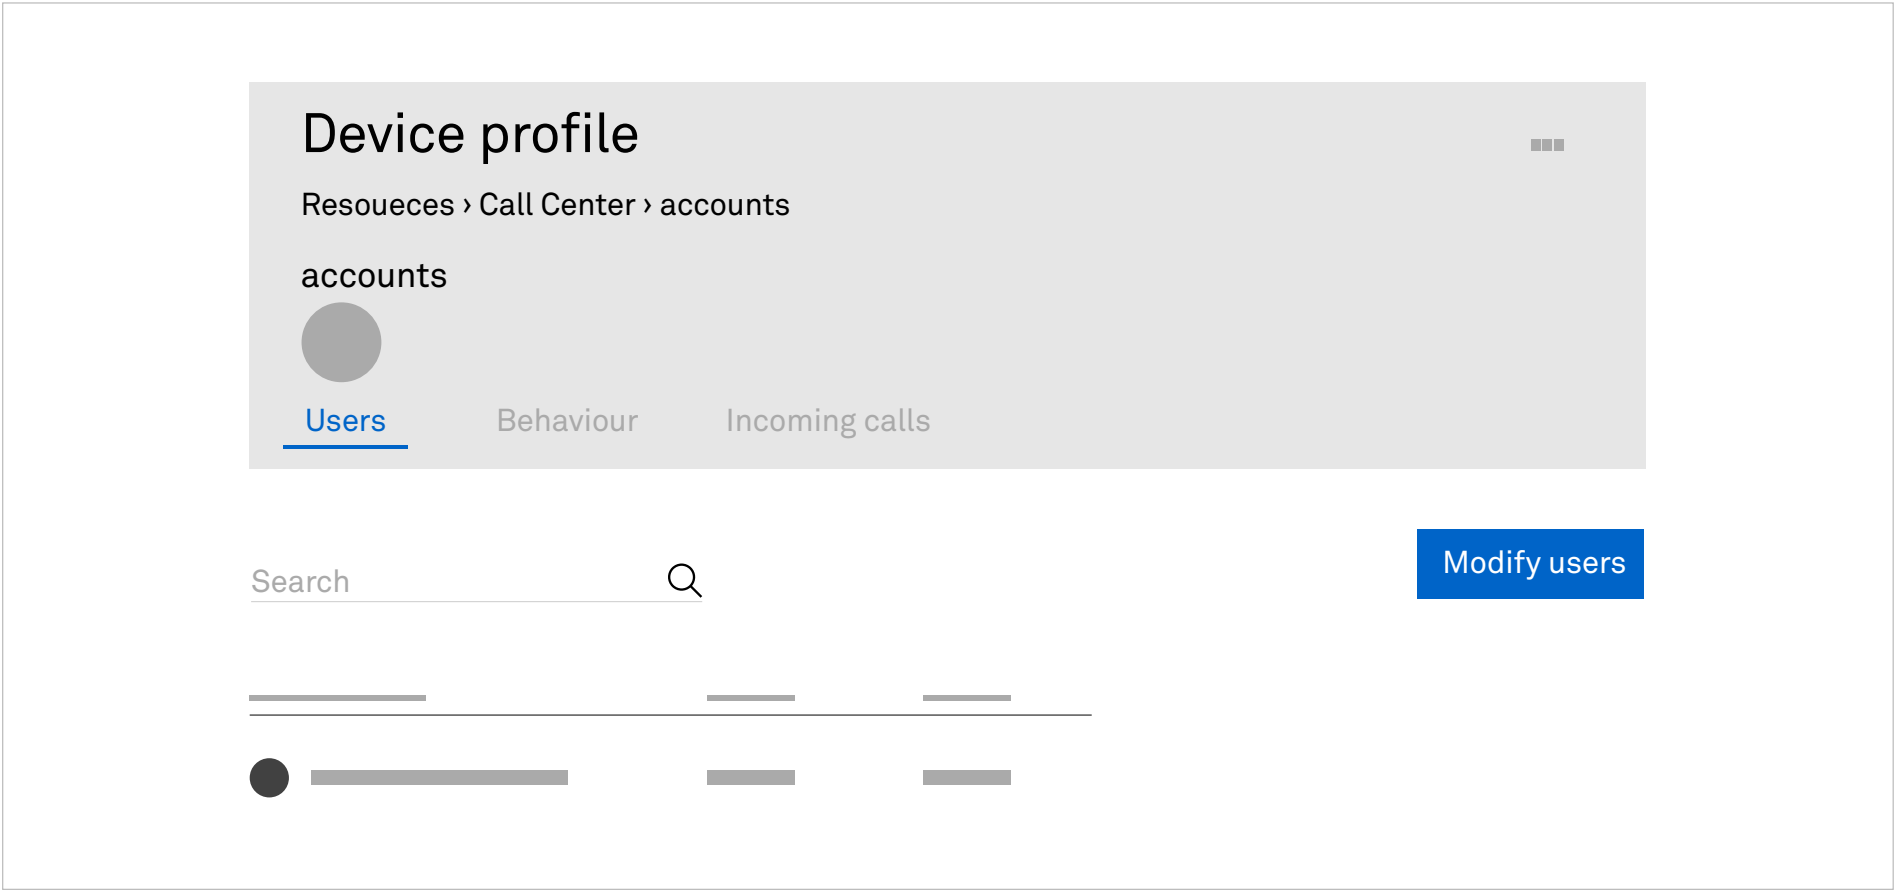 Device profile
Resoueces › Call Center › accounts
accounts
Users Behaviour Incoming calls
Search
Modify users